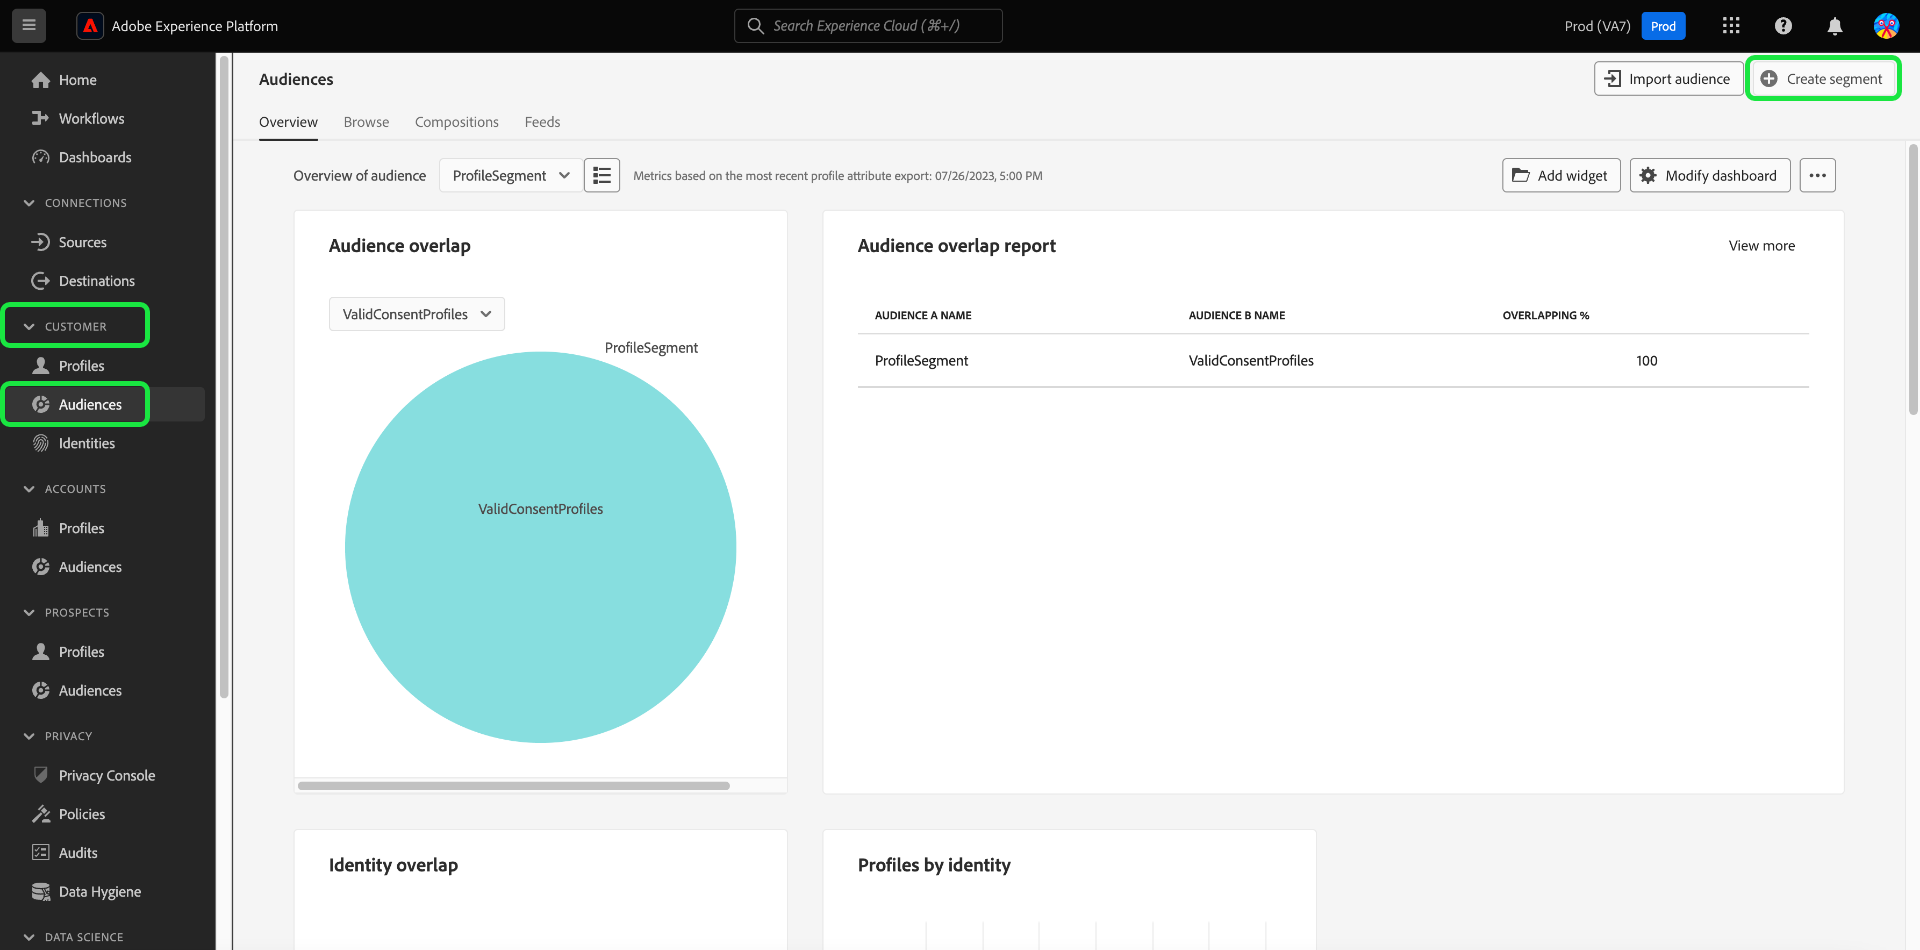 Adobe Experience Platform
Search Experience Cloud (⌘+/)
Prod (VA7)
Prod
Home
Workflows
Dashboards
CONNECTIONS
Sources
Destinations
CUSTOMER
Profiles
Audiences
Identities
ACCOUNTS
Profiles
Audiences
PROSPECTS
Profiles
Audiences
PRIVACY
Privacy Console
Policies
Audits
Data Hygiene
DATA SCIENCE
Audiences
Import audience
Create segment
Overview Browse Compositions Feeds
Overview of audience
ProfileSegment
Metrics based on the most recent profile attribute export: 07/26/2023, 5:00 PM
Add widget
Modify dashboard
Audience overlap
ValidConsentProfiles
ProfileSegment
ValidConsentProfiles
Audience overlap report
View more
AUDIENCE A NAME AUDIENCE B NAME OVERLAPPING %
ProfileSegment ValidConsentProfiles 100
Identity overlap
Profiles by identity